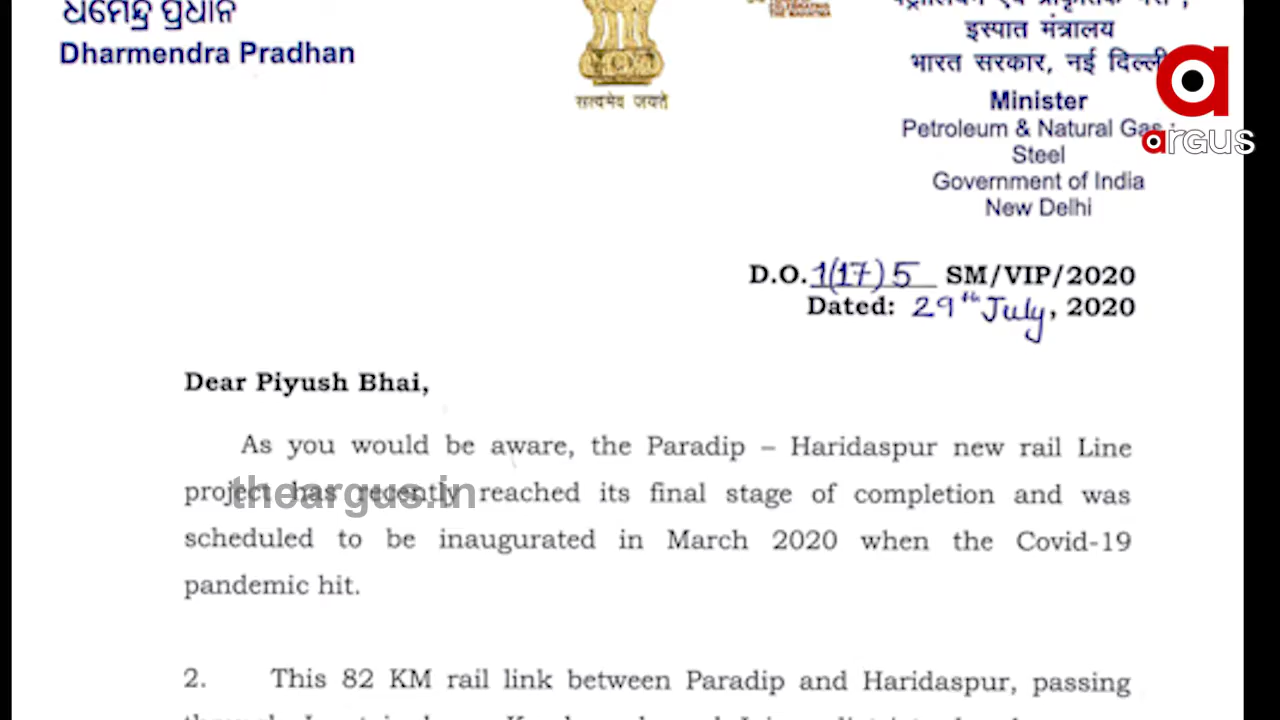 ଧର୍ମେନ୍ଦ୍ର ପ୍ରଧାନ
Dharmendra Pradhan
CELEBRATING
THE MAHATMA
सत्यमेव जयते
इस्पात मंत्रालय
भारत सरकार, नई दिल्ली
Minister
Petroleum & Natural Gas ;
Steel
Government of India
New Delhi
argus
D.O. 1(17)5 SM/VIP/2020
Dated: 29th July, 2020
Dear Piyush Bhai,
As you would be aware, the Paradip – Haridaspur new rail Line
project has recently reached its final stage of completion and was
theargus.in
scheduled to be inaugurated in March 2020 when the Covid-19
pandemic hit.
2. This 82 KM rail link between Paradip and Haridaspur, passing